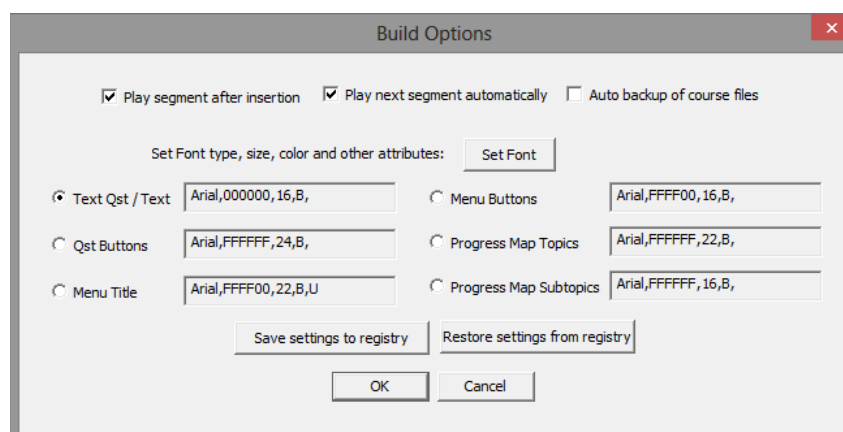 Build Options
Play segment after insertion Play next segment automatically Auto backup of course files
Set Font type, size, color and other attributes: Set Font
Text Qst / Text Arial,000000,16,B, Menu Buttons Arial,FFFF00,16,B,
Qst Buttons Arial,FFFFFF,24,B, Progress Map Topics Arial,FFFFFF,22,B,
Menu Title Arial,FFFF00,22,B,U Progress Map Subtopics Arial,FFFFFF,16,B,
Save settings to registry Restore settings from registry
OK Cancel